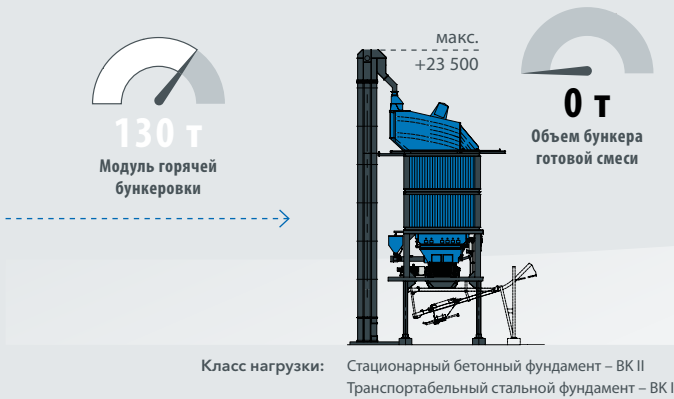 макс.
+23 500
130 т
Модуль горячей
бункеровки
0 т
Объем бункера
готовой смеси
Класс нагрузки: Стационарный бетонный фундамент – BK II
Транспортабельный стальной фундамент – BK I